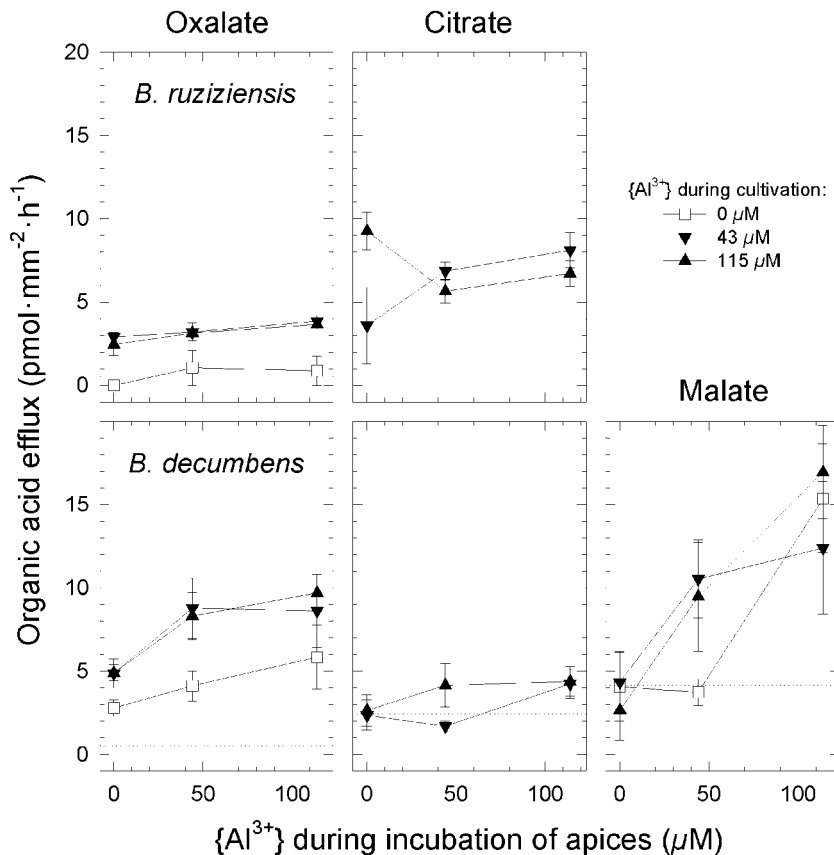 Oxalate
Citrate
20
B. ruziziensis
15
10
5
0
{Al³⁺} during cultivation:
0 µM
43 µM
115 µM
Malate
Organic acid efflux (pmol·mm⁻²·h⁻¹)
B. decumbens
15
10
5
0
0 50 100
0 50 100
0 50 100
{Al³⁺} during incubation of apices (µM)